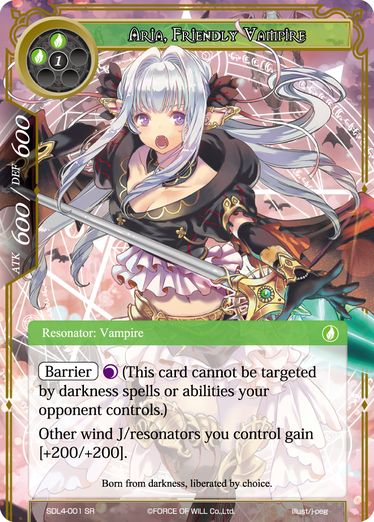 Aria, Friendly Vampire
1
ATK 600 / DEF 600
Resonator: Vampire
Barrier (This card cannot be targeted
by darkness spells or abilities your
opponent controls.)
Other wind J/resonators you control gain
[+200/+200].
Born from darkness, liberated by choice.
SDL4-001 SR ©FORCE OF WILL Co.,Ltd. Illust/j-peg